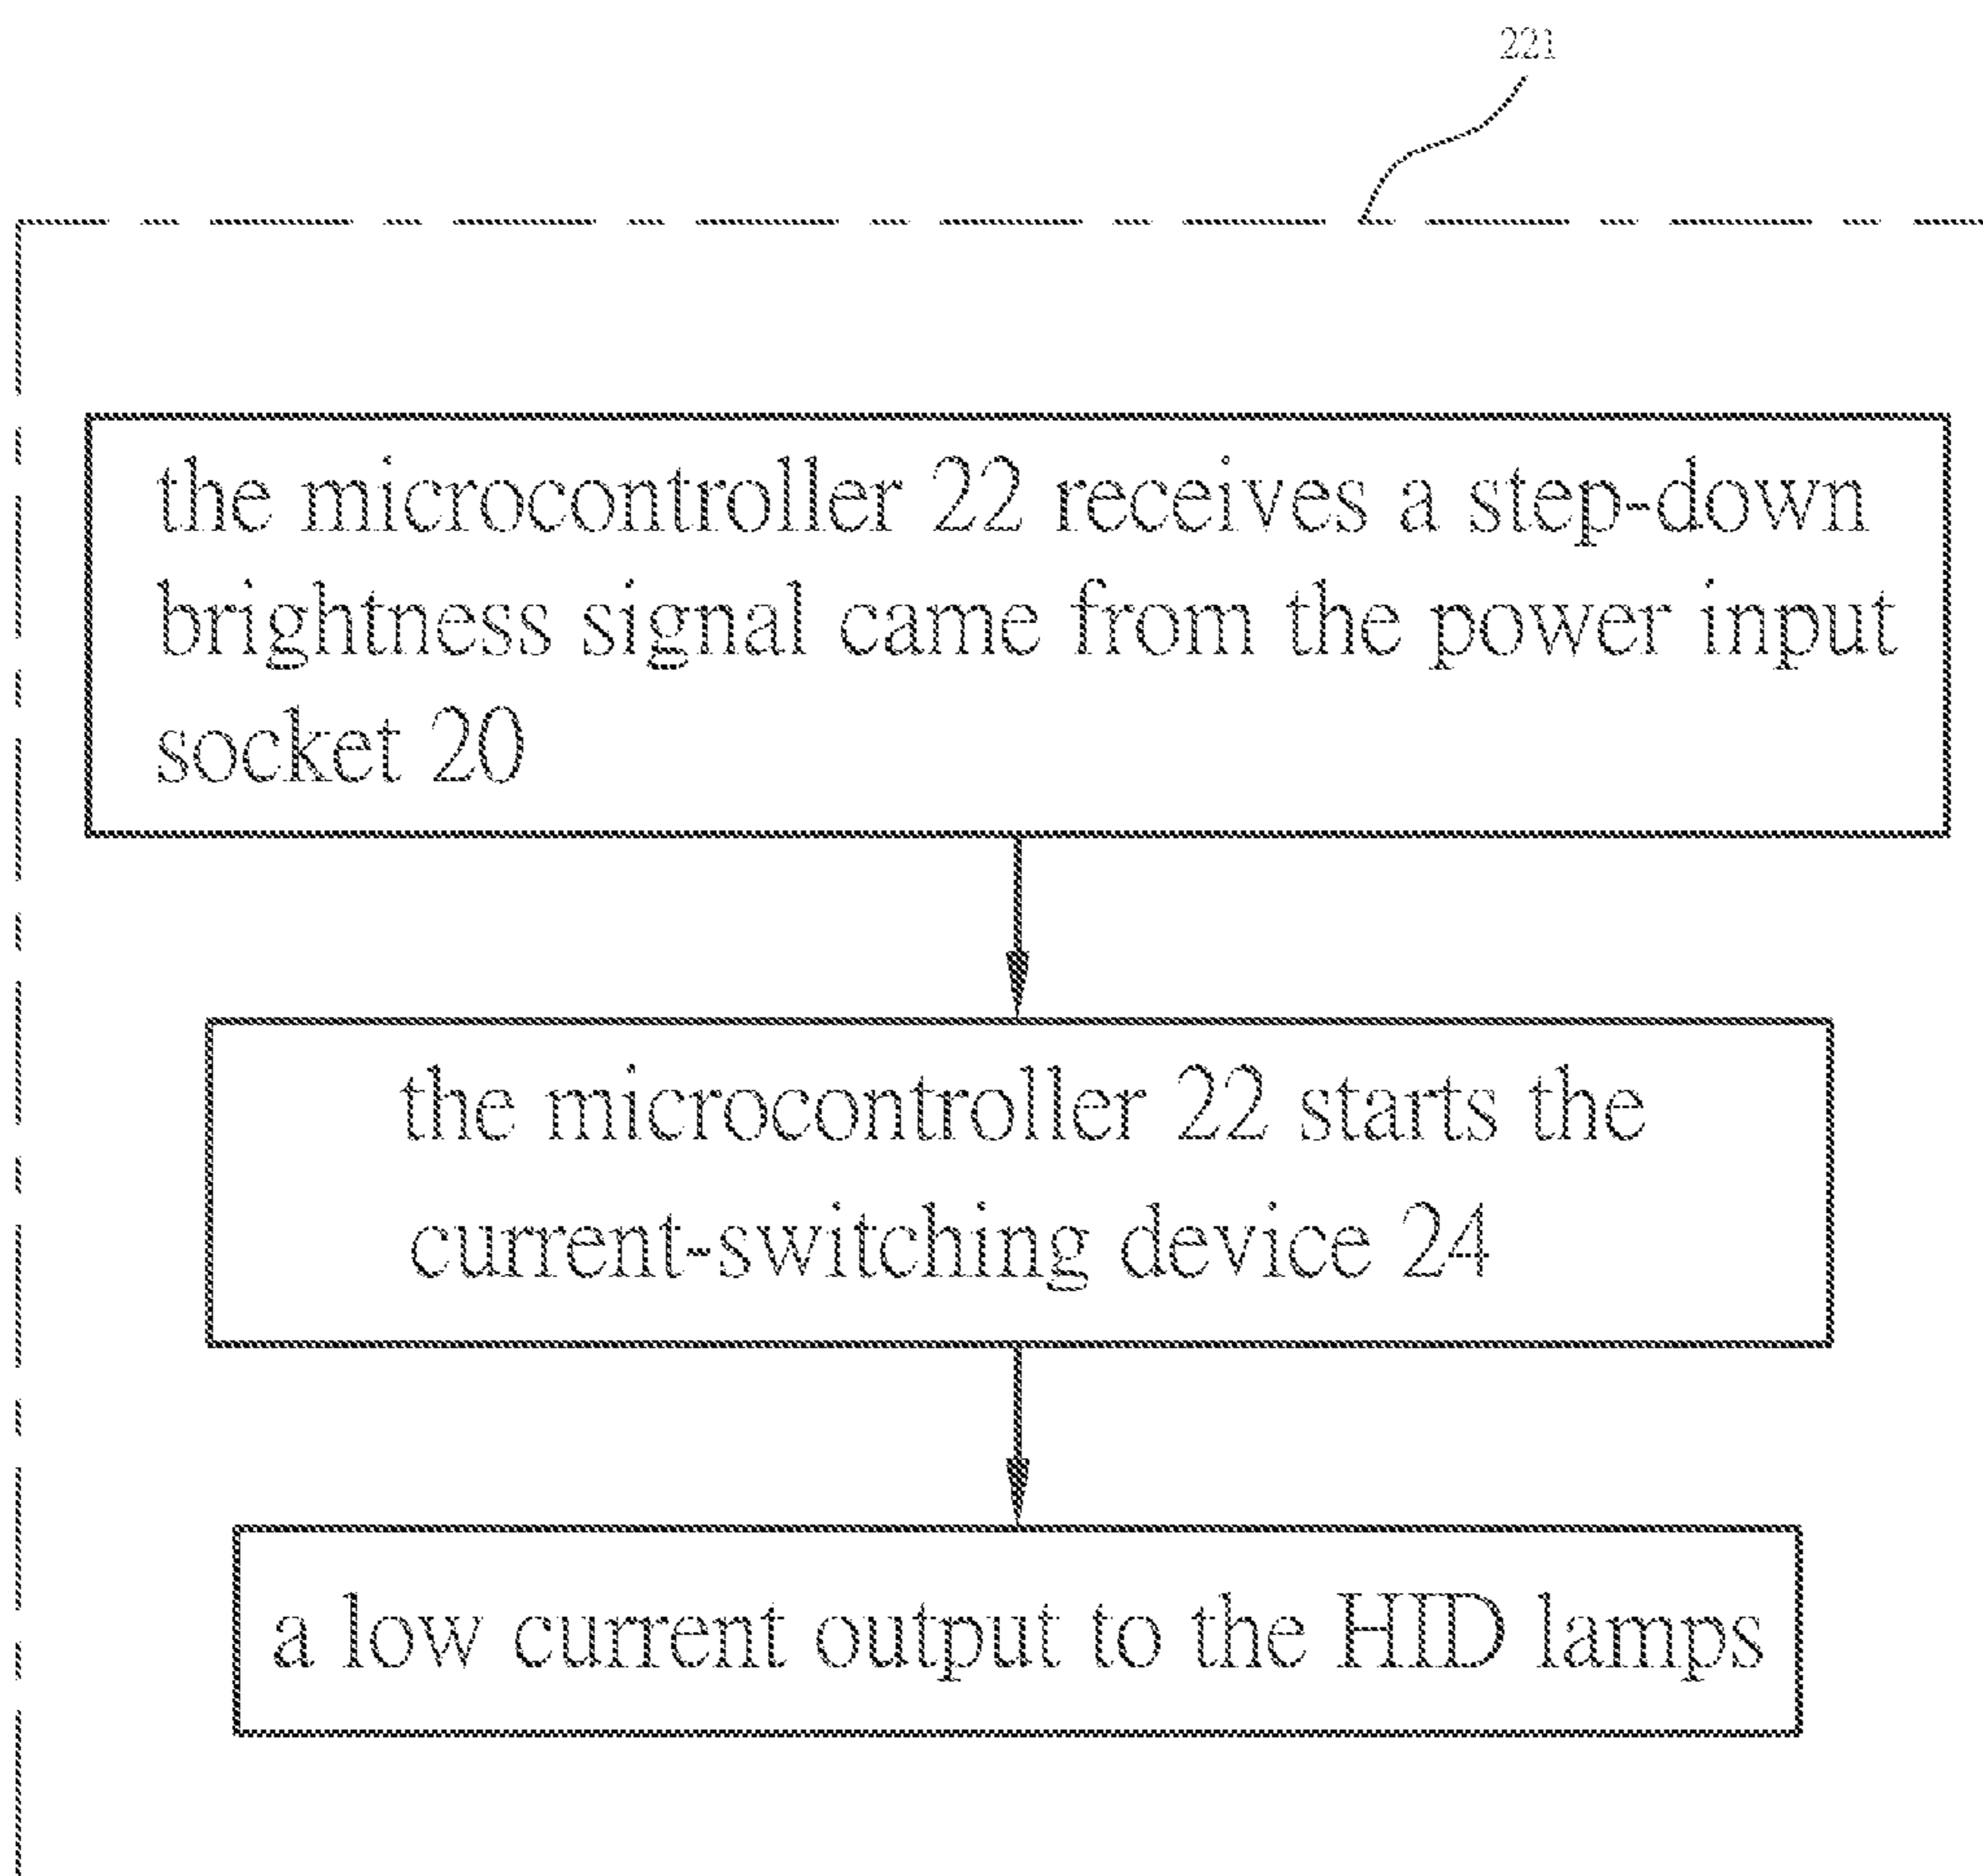 221
the microcontroller 22 receives a step-down
brightness signal came from the power input
socket 20
the microcontroller 22 starts the
current-switching device 24
a low current output to the HID lamps